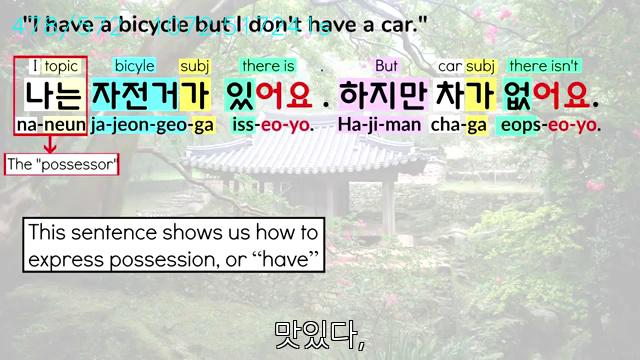 "I have a bicycle but I don't have a car."
I topic bicyle subj there is . But car subj there isn't
나는 자전거가 있어요. 하지만 차가 없어요.
na-neun ja-jeon-geo-ga iss-eo-yo. Ha-ji-man cha-ga eops-eo-yo.
The "possessor"
This sentence shows us how to
express possession, or “have”
맛있다,